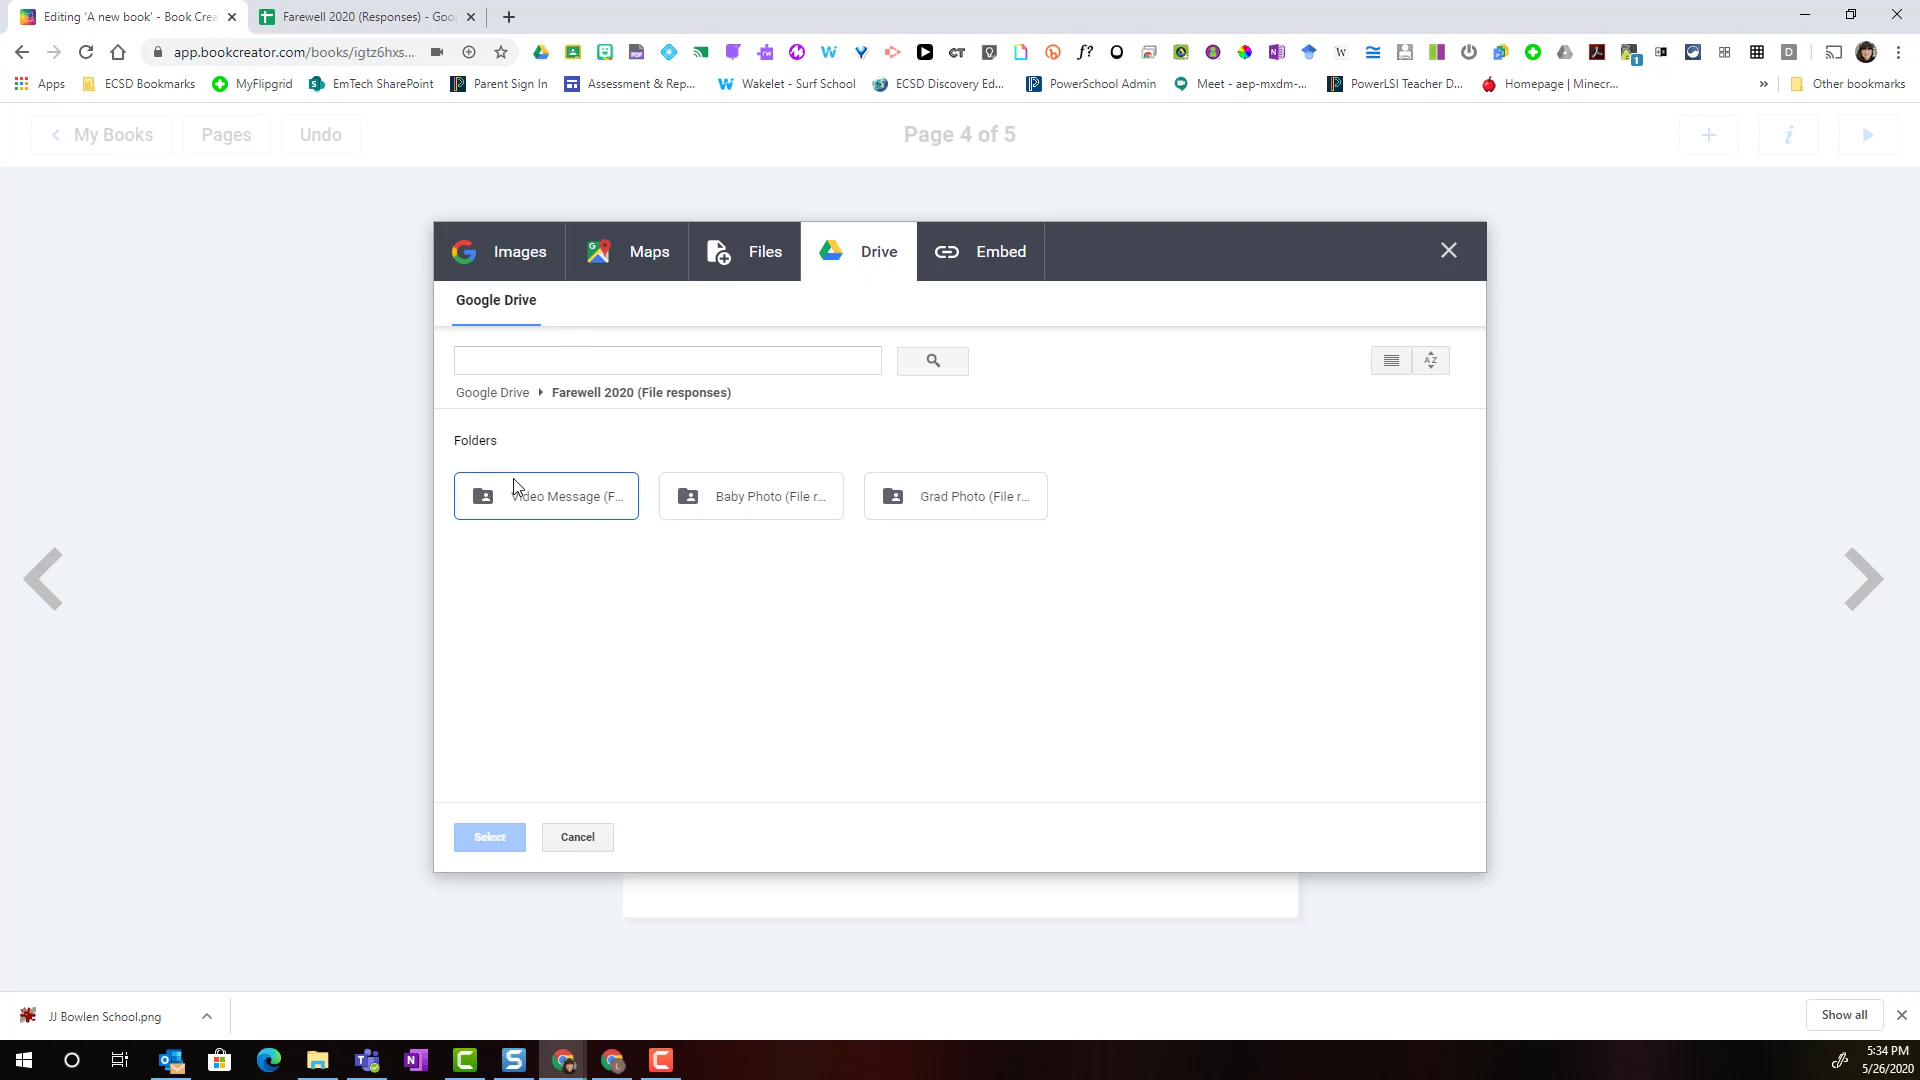 Editing 'A new book' - Book Crea
Farewell 2020 (Responses) - Goo
app.bookcreator.com/books/igtz6hxs...
Apps
ECSD Bookmarks
MyFlipgrid
EmTech SharePoint
Parent Sign In
Assessment & Rep...
Wakelet - Surf School
ECSD Discovery Ed...
PowerSchool Admin
Meet - aep-mxdm-...
PowerLSI Teacher D...
Homepage | Minecr...
Other bookmarks
My Books
Pages
Undo
Page 4 of 5
Images
Maps
Files
Drive
Embed
Google Drive
Google Drive
Farewell 2020 (File responses)
Folders
Video Message (F...
Baby Photo (File r...
Grad Photo (File r...
Select
Cancel
JJ Bowlen School.png
Show all
5:34 PM
5/26/2020